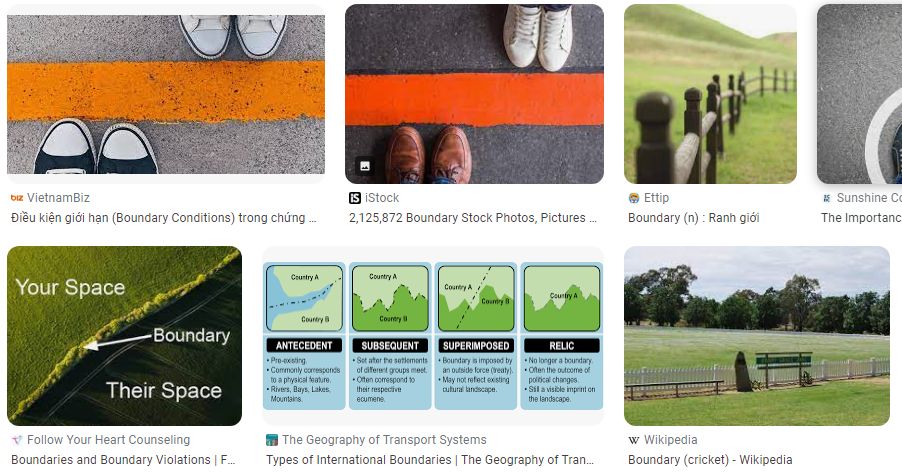 biz VietnamBiz
Điều kiện giới hạn (Boundary Conditions) trong chứng ...
iS iStock
2,125,872 Boundary Stock Photos, Pictures ...
Ettip
Boundary (n) : Ranh giới
Sunshine Co
The Importanc
Your Space
Boundary
Their Space
Follow Your Heart Counseling
Boundaries and Boundary Violations | F...
Country A
Country B
ANTECEDENT
• Pre-existing.
• Commonly corresponds
to a physical feature.
• Rivers, Bays, Lakes,
Mountains.
Country A
Country B
SUBSEQUENT
• Set after the settlements
of different groups meet.
• Often correspond to
their respective
ecumene.
Country A
Country B
SUPERIMPOSED
• Boundary is imposed by
an outside force (treaty).
• May not reflect existing
cultural landscape.
Country A
RELIC
• No longer a boundary.
• Often the outcome of
political changes.
• Still a visible imprint on
the landscape.
The Geography of Transport Systems
Types of International Boundaries | The Geography of Tran...
W Wikipedia
Boundary (cricket) - Wikipedia